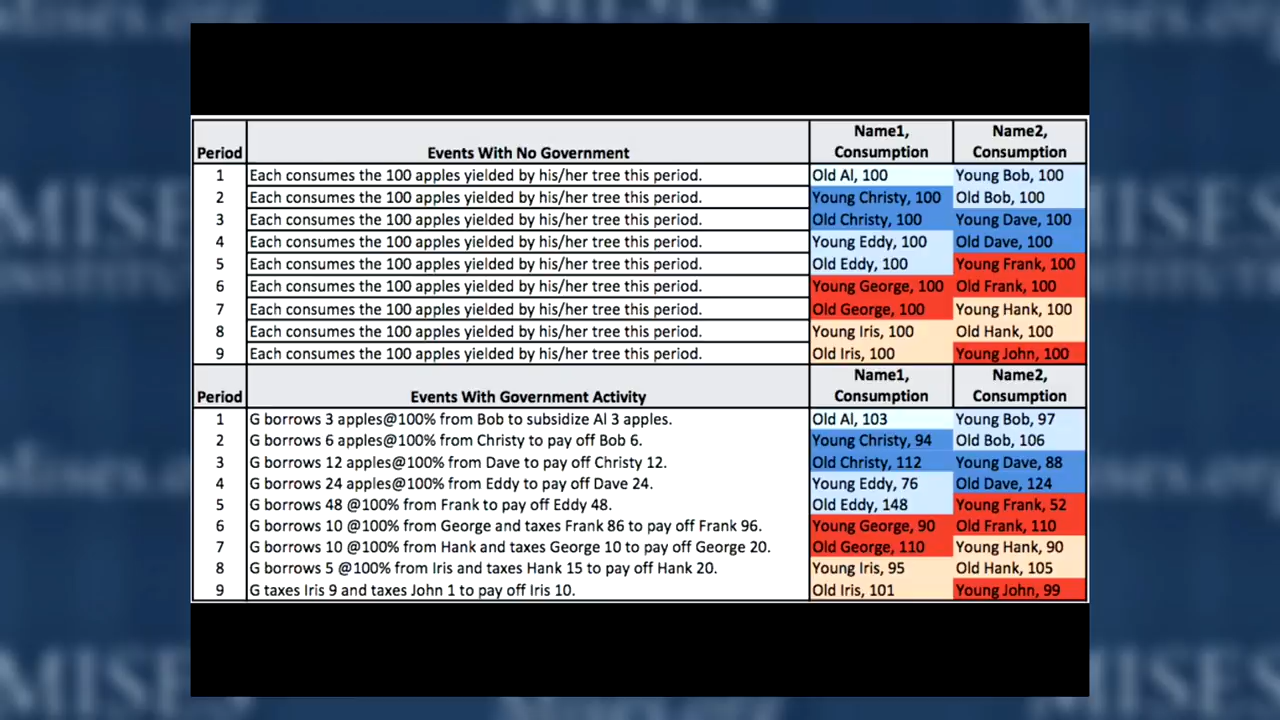 Mises.org
MISES
INSTITUTE
Period Events With No Government Name1, Consumption Name2, Consumption
1 Each consumes the 100 apples yielded by his/her tree this period. Old Al, 100 Young Bob, 100
2 Each consumes the 100 apples yielded by his/her tree this period. Young Christy, 100 Old Bob, 100
3 Each consumes the 100 apples yielded by his/her tree this period. Old Christy, 100 Young Dave, 100
4 Each consumes the 100 apples yielded by his/her tree this period. Young Eddy, 100 Old Dave, 100
5 Each consumes the 100 apples yielded by his/her tree this period. Old Eddy, 100 Young Frank, 100
6 Each consumes the 100 apples yielded by his/her tree this period. Young George, 100 Old Frank, 100
7 Each consumes the 100 apples yielded by his/her tree this period. Old George, 100 Young Hank, 100
8 Each consumes the 100 apples yielded by his/her tree this period. Young Iris, 100 Old Hank, 100
9 Each consumes the 100 apples yielded by his/her tree this period. Old Iris, 100 Young John, 100
Period Events With Government Activity Name1, Consumption Name2, Consumption
1 G borrows 3 apples@100% from Bob to subsidize Al 3 apples. Old Al, 103 Young Bob, 97
2 G borrows 6 apples@100% from Christy to pay off Bob 6. Young Christy, 94 Old Bob, 106
3 G borrows 12 apples@100% from Dave to pay off Christy 12. Old Christy, 112 Young Dave, 88
4 G borrows 24 apples@100% from Eddy to pay off Dave 24. Young Eddy, 76 Old Dave, 124
5 G borrows 48 @100% from Frank to pay off Eddy 48. Old Eddy, 148 Young Frank, 52
6 G borrows 10 @100% from George and taxes Frank 86 to pay off Frank 96. Young George, 90 Old Frank, 110
7 G borrows 10 @100% from Hank and taxes George 10 to pay off George 20. Old George, 110 Young Hank, 90
8 G borrows 5 @100% from Iris and taxes Hank 15 to pay off Hank 20. Young Iris, 95 Old Hank, 105
9 G taxes Iris 9 and taxes John 1 to pay off Iris 10. Old Iris, 101 Young John, 99
MISES